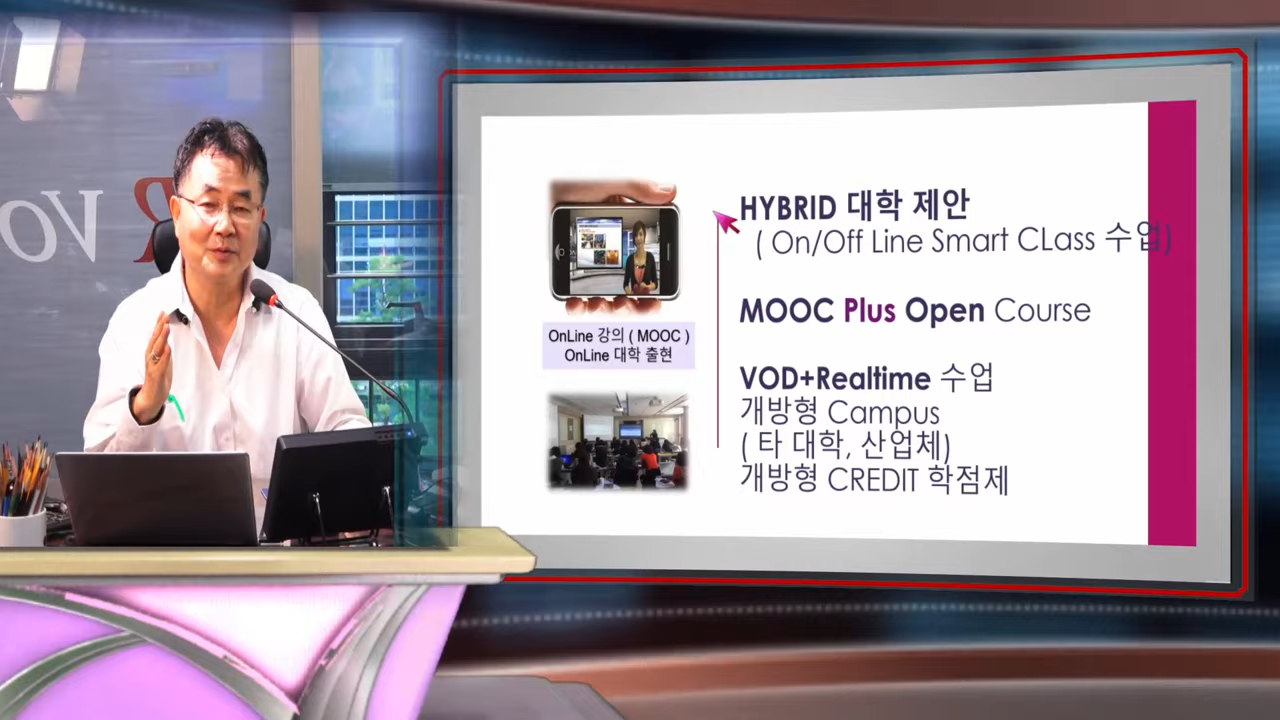 HYBRID 대학 제안
( On/Off Line Smart CLass 수업)
MOOC Plus Open Course
VOD+Realtime 수업
개방형 Campus
( 타 대학, 산업체)
개방형 CREDIT 학점제
OnLine 강의 ( MOOC )
OnLine 대학 출현